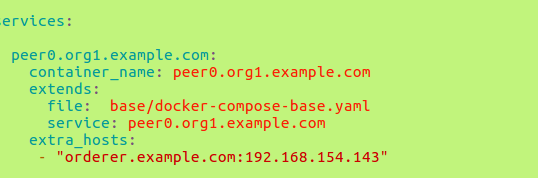 ervices:
peer0.org1.example.com:
container_name: peer0.org1.example.com
extends:
file:  base/docker-compose-base.yaml
service: peer0.org1.example.com
extra_hosts:
- "orderer.example.com:192.168.154.143"